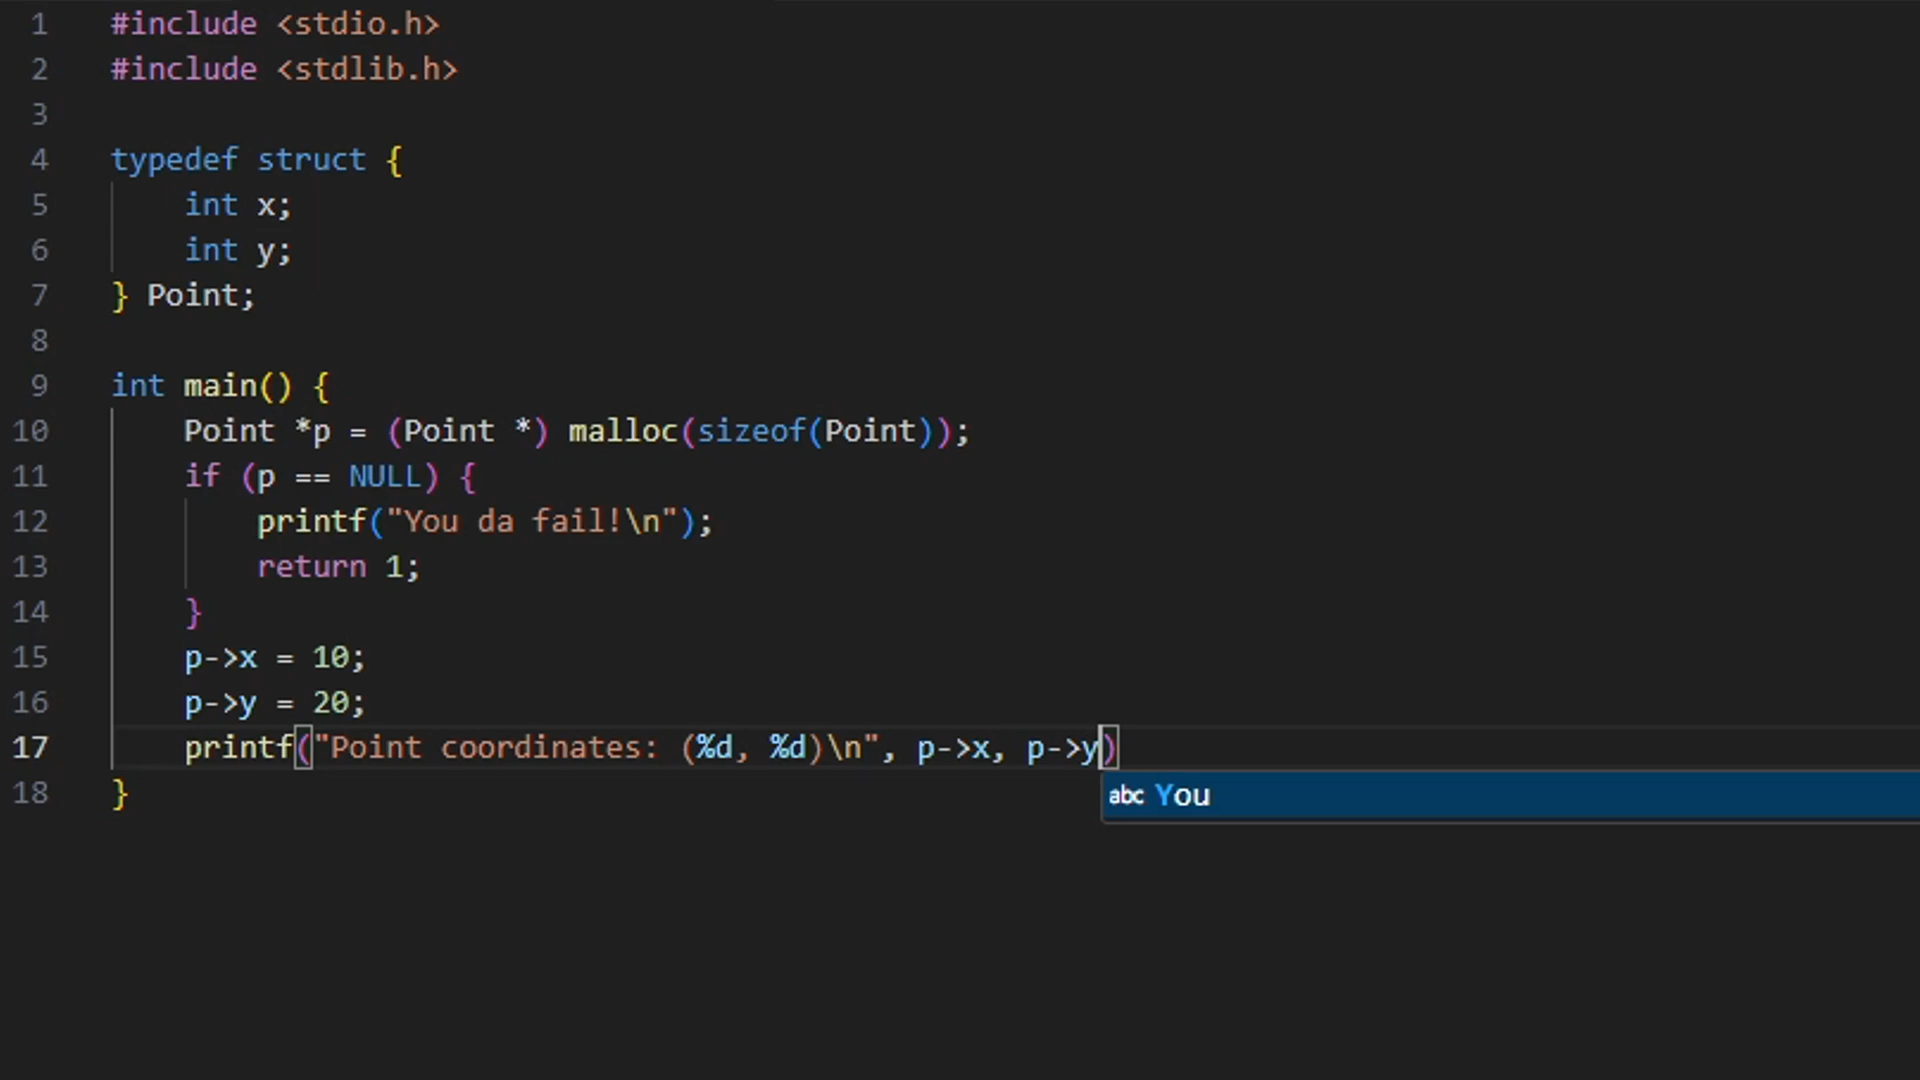 1 #include <stdio.h>
2 #include <stdlib.h>
3
4 typedef struct {
5     int x;
6     int y;
7 } Point;
8
9 int main() {
10     Point *p = (Point *) malloc(sizeof(Point));
11     if (p == NULL) {
12         printf("You da fail!\n");
13         return 1;
14     }
15     p->x = 10;
16     p->y = 20;
17     printf("Point coordinates: (%d, %d)\n", p->x, p->y)
abc You
18 }